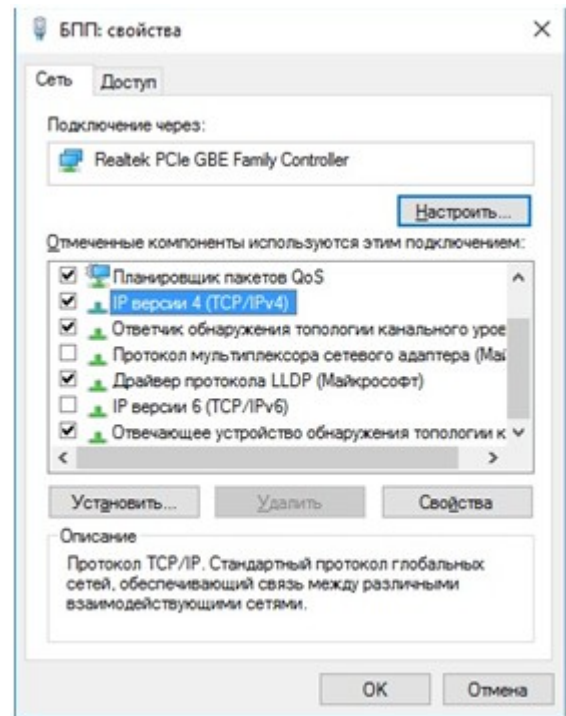 БПП: свойства
Сеть Доступ
Подключение через:
Realtek PCIe GBE Family Controller
Настроить...
Отмеченные компоненты используются этим подключением:
Планировщик пакетов QoS
IP версии 4 (TCP/IPv4)
Ответчик обнаружения топологии канального уров
Протокол мультиплексора сетевого адаптера (Май
Драйвер протокола LLDP (Майкрософт)
IP версии 6 (TCP/IPv6)
Отвечающее устройство обнаружения топологии к
Установить... Удалить Свойства
Описание
Протокол TCP/IP. Стандартный протокол глобальных
сетей, обеспечивающий связь между различными
взаимодействующими сетями.
OK Отмена